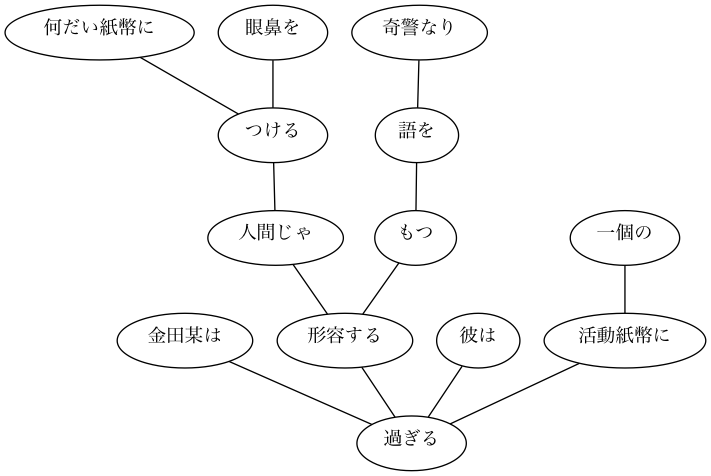 何だい紙幣に
眼鼻を
奇警なり
つける
語を
人間じゃ
もつ
一個の
金田某は
形容する
彼は
活動紙幣に
過ぎる